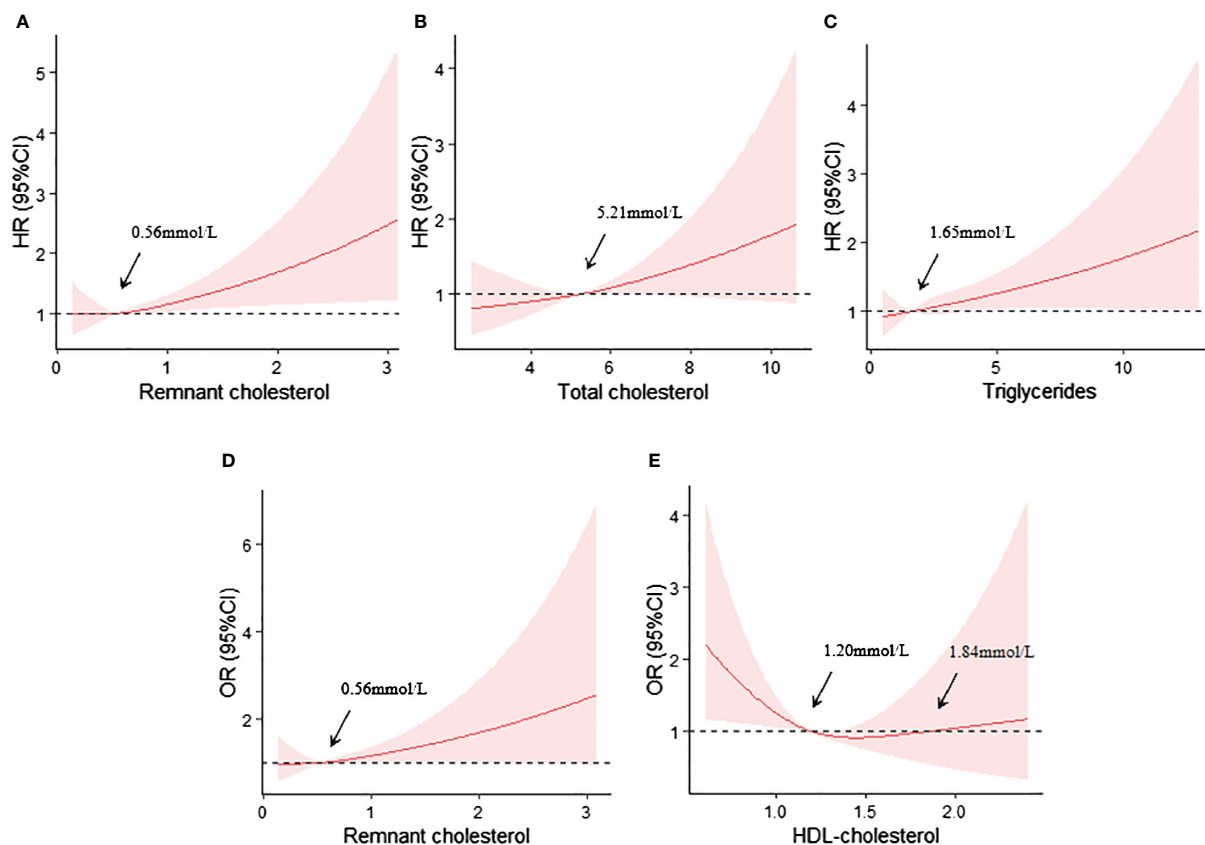 A
HR (95%CI)
5
4
3
2
1
0.56mmol/L
0 1 2 3
Remnant cholesterol
B
HR (95%CI)
4
3
2
1
5.21mmol/L
4 6 8 10
Total cholesterol
C
HR (95%CI)
4
3
2
1
1.65mmol/L
0 5 10
Triglycerides
D
OR (95%CI)
6
4
2
0.56mmol/L
0 1 2 3
Remnant cholesterol
E
OR (95%CI)
4
3
2
1
1.20mmol/L
1.84mmol/L
1.0 1.5 2.0
HDL-cholesterol